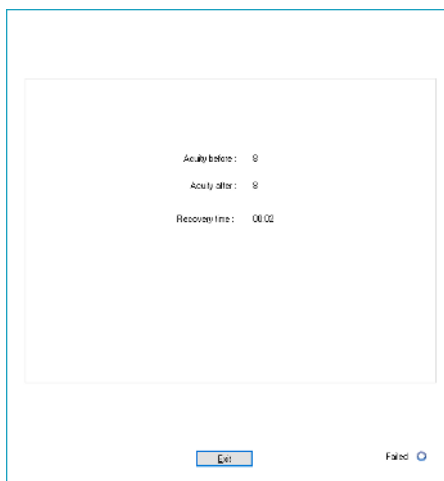 Acuity before : 8
Acuity after : 8
Recovery time : 00:02
Exit
Failed